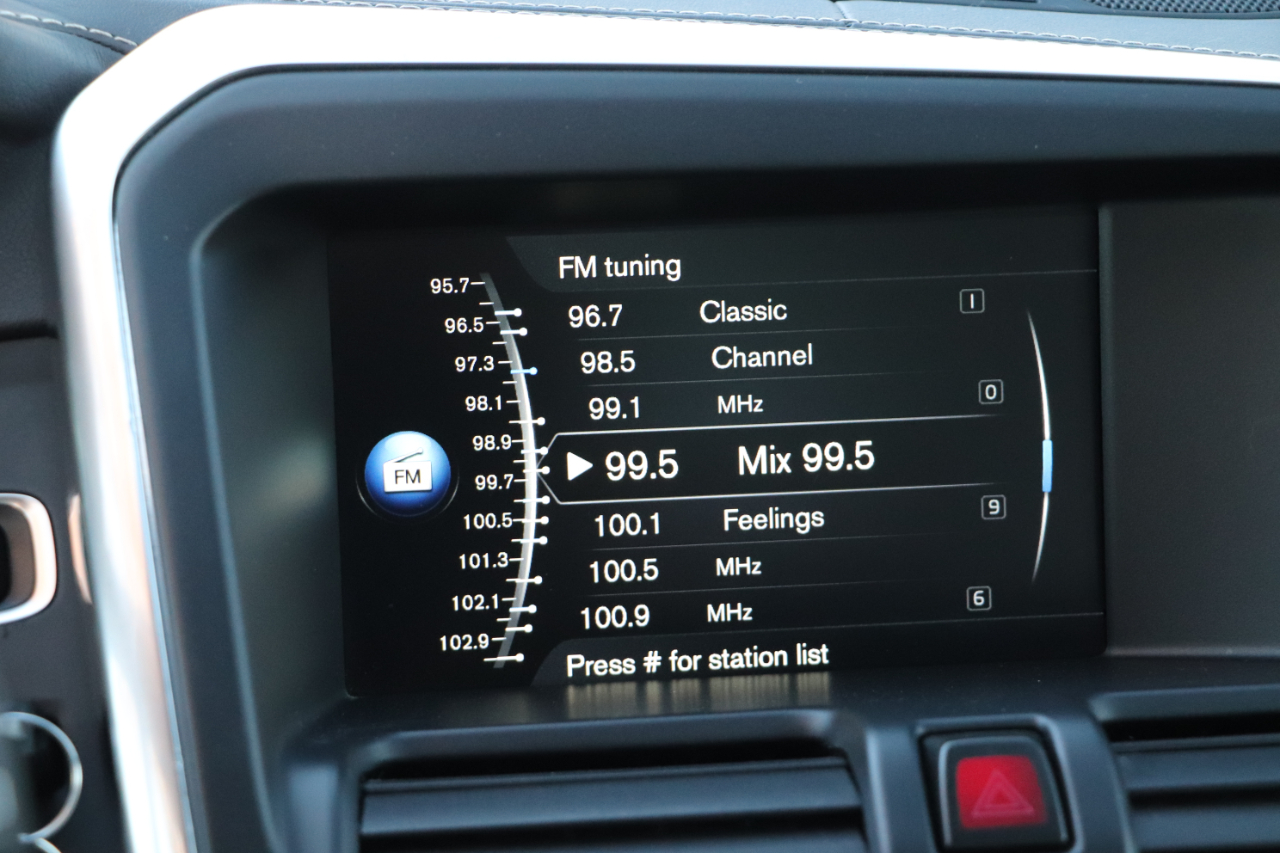 FM tuning
95.7
96.5
97.3
98.1
98.9
99.7
100.5
101.3
102.1
102.9
FM
96.7 Classic 1
98.5 Channel
99.1 MHz 0
99.5 Mix 99.5
100.1 Feelings 9
100.5 MHz
100.9 MHz 6
Press # for station list